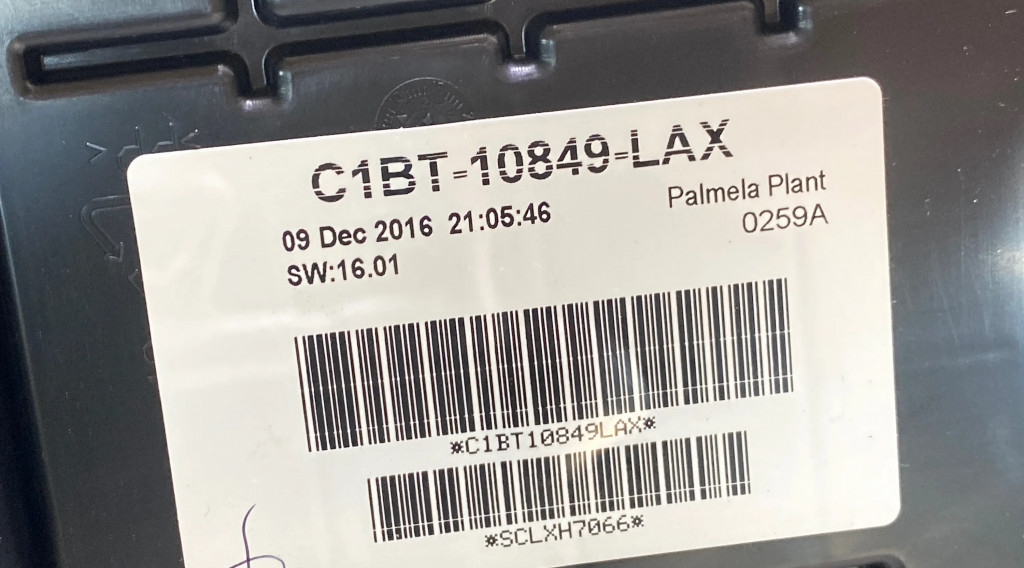 C1BT-10849-LAX
09 Dec 2016 21:05:46
Palmela Plant
SW:16.01
0259A
*C1BT10849LAX*
*SCLXH7066*